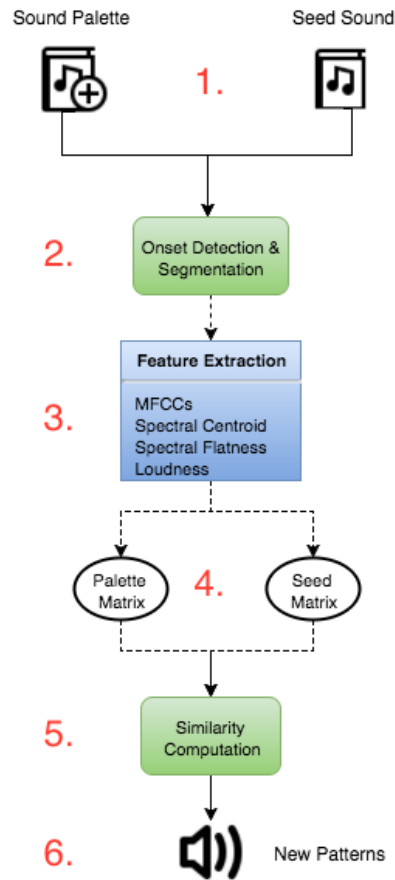 Sound Palette
Seed Sound
1.
2.
Onset Detection &
Segmentation
Feature Extraction
3.
MFCCs
Spectral Centroid
Spectral Flatness
Loudness
Palette
Matrix
4.
Seed
Matrix
5.
Similarity
Computation
6.
New Patterns